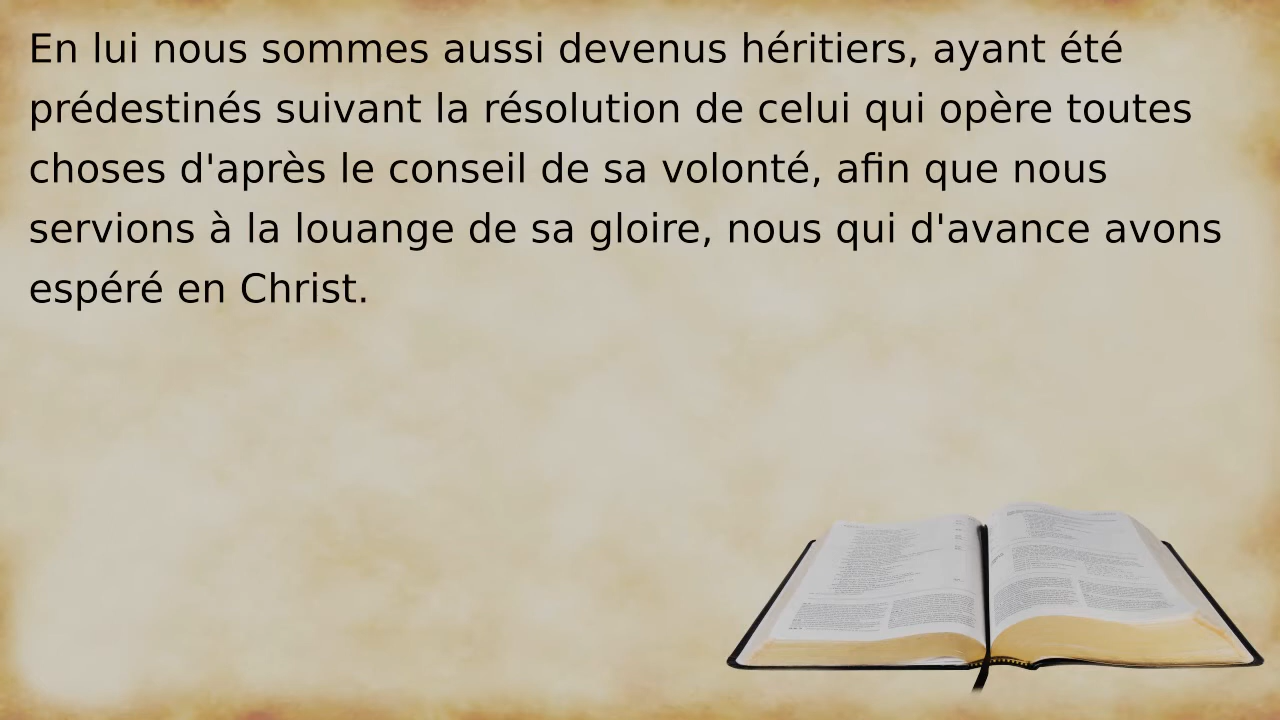 En lui nous sommes aussi devenus héritiers, ayant été
prédestinés suivant la résolution de celui qui opère toutes
choses d'après le conseil de sa volonté, afin que nous
servions à la louange de sa gloire, nous qui d'avance avons
espéré en Christ.